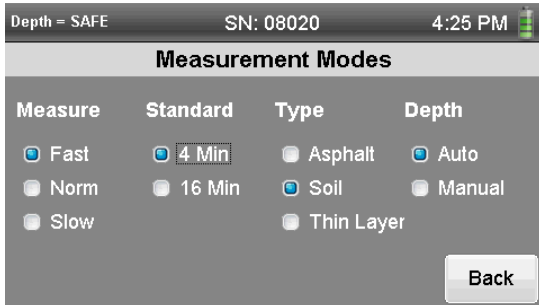 Depth = SAFE SN: 08020 4:25 PM
Measurement Modes
Measure Standard Type Depth
Fast 4 Min Asphalt Auto
Norm 16 Min Soil Manual
Slow Thin Layer
Back